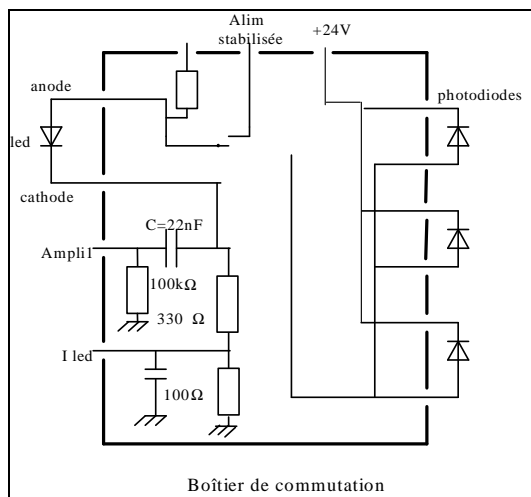 Alim
stabilisée
+24V
anode
photodiodes
led
cathode
C=22nF
Ampli1
100kΩ
330 Ω
I led
100Ω
Boîtier de commutation